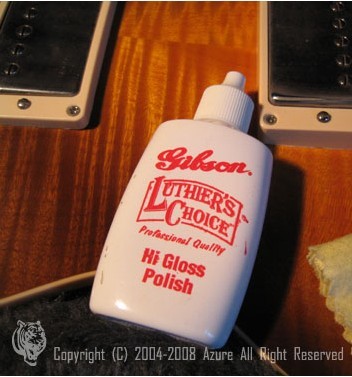 Gibson.
LUTHIER'S
CHOICE
Professional Quality
Hi Gloss
Polish
Copyright (C) 2004-2008 Azure All Right Reserved